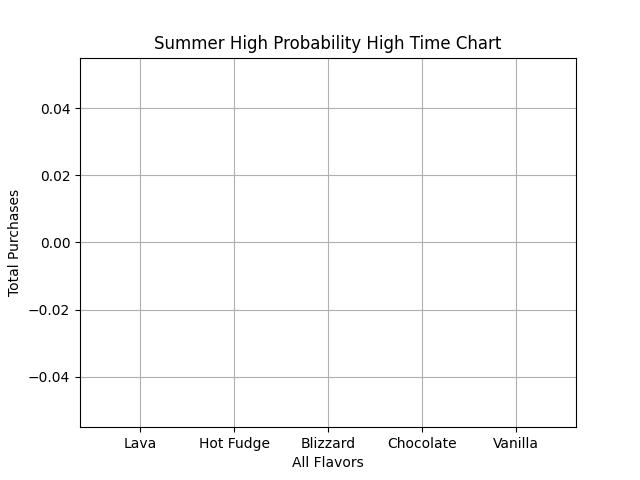 Summer High Probability High Time Chart
Total Purchases
0.04
0.02
0.00
−0.02
−0.04
Lava Hot Fudge Blizzard Chocolate Vanilla
All Flavors